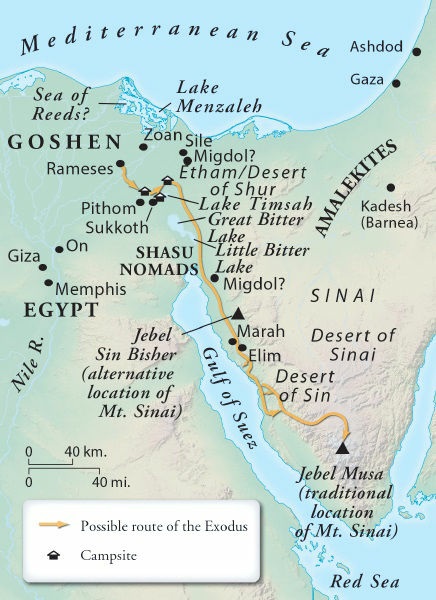 Mediterranean Sea
Ashdod
Gaza
Sea of
Reeds?
Lake
Menzaleh
GOSHEN
Zoan
Sile
Migdol?
Rameses
Etham/Desert
of Shur
AMALEKITES
Kadesh
(Barnea)
Pithom
Sukkoth
Lake Timsah
Great Bitter
Lake
Little Bitter
Lake
On
Giza
Memphis
SHASU
NOMADS
Migdol?
EGYPT
SINAI
Nile R.
Jebel
Sin Bisher
(alternative
location of
Mt. Sinai)
Marah
Elim
Desert of
Sinai
Desert
of Sin
Gulf of Suez
0 40 km.
0 40 mi.
Jebel Musa
(traditional
location
of Mt. Sinai)
Possible route of the Exodus
Campsite
Red Sea